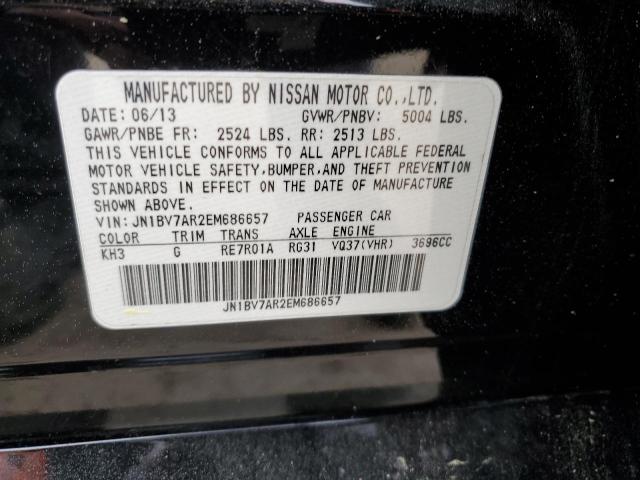 MANUFACTURED BY NISSAN MOTOR CO.,LTD.
DATE: 06/13 GVWR/PNBV: 5004 LBS.
GAWR/PNBE FR: 2524 LBS. RR: 2513 LBS.
THIS VEHICLE CONFORMS TO ALL APPLICABLE FEDERAL
MOTOR VEHICLE SAFETY,BUMPER,AND THEFT PREVENTION
STANDARDS IN EFFECT ON THE DATE OF MANUFACTURE
SHOWN ABOVE.
VIN: JN1BV7AR2EM686657 PASSENGER CAR
COLOR TRIM TRANS AXLE ENGINE
KH3 G RE7R01A RG31 VQ37(VHR) 3696CC
JN1BV7AR2EM686657